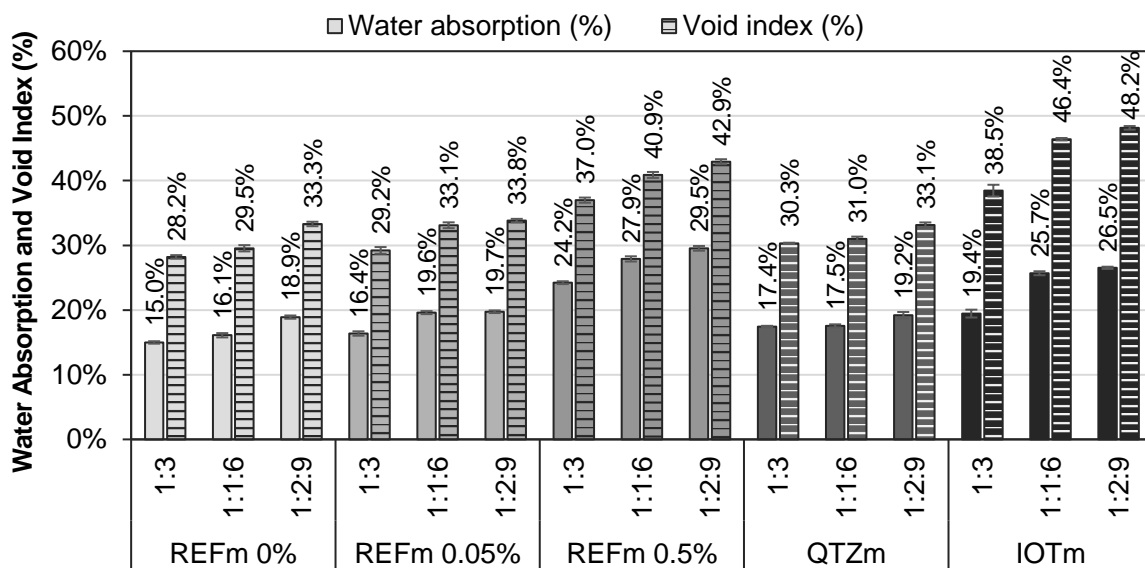 Water absorption (%) Void index (%)
Water Absorption and Void Index (%)
60%
50%
40%
30%
20%
10%
0%
15.0% 28.2% 16.1% 29.5% 18.9% 33.3% 16.4% 29.2% 19.6% 33.1% 19.7% 33.8% 24.2% 37.0% 27.9% 40.9% 29.5% 42.9% 17.4% 30.3% 17.5% 31.0% 19.2% 33.1% 19.4% 38.5% 25.7% 46.4% 26.5% 48.2%
1:3 1:1:6 1:2:9 1:3 1:1:6 1:2:9 1:3 1:1:6 1:2:9 1:3 1:1:6 1:2:9 1:3 1:1:6 1:2:9
REFm 0% REFm 0.05% REFm 0.5% QTZm IOTm